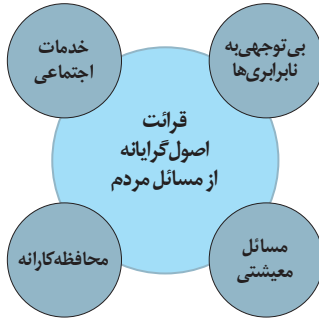 بی‌توجهی به
نابرابری‌ها
خدمات
اجتماعی
قرائت
اصول‌گرایانه
از مسائل مردم
مسائل
معیشتی
محافظه‌کارانه